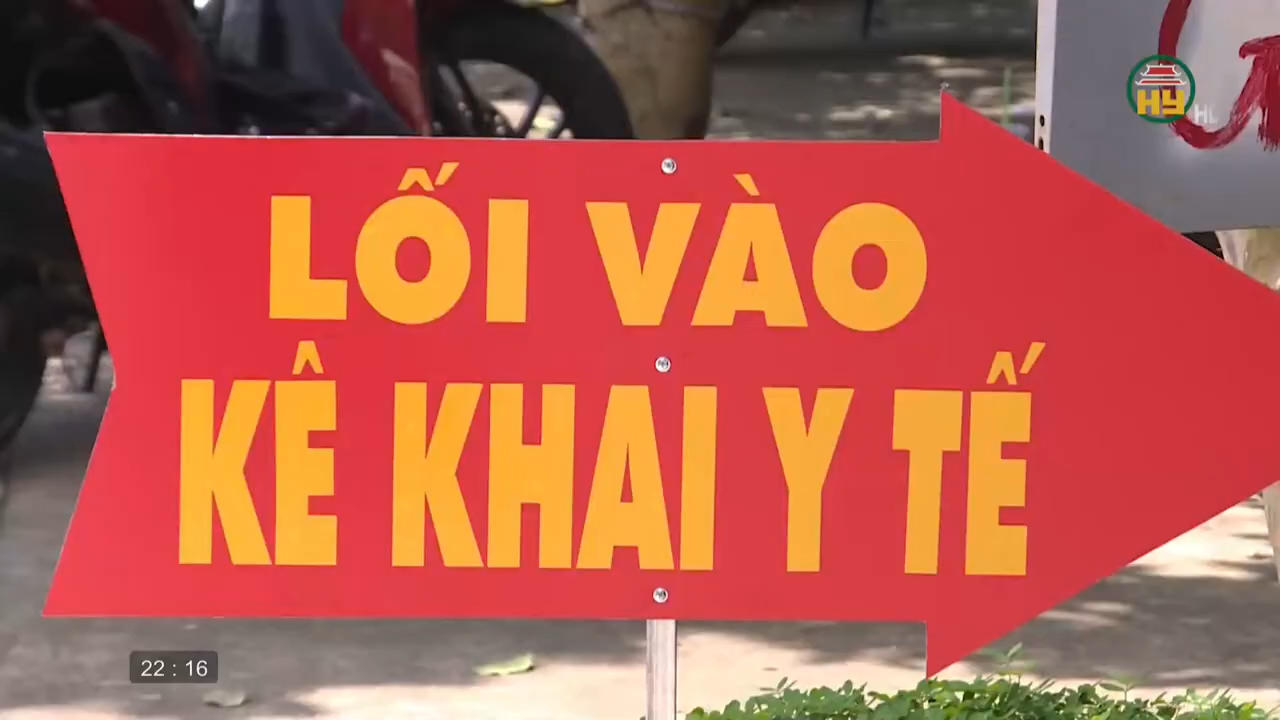 LỐI VÀO
KÊ KHAI Y TẾ
HY
22 : 16